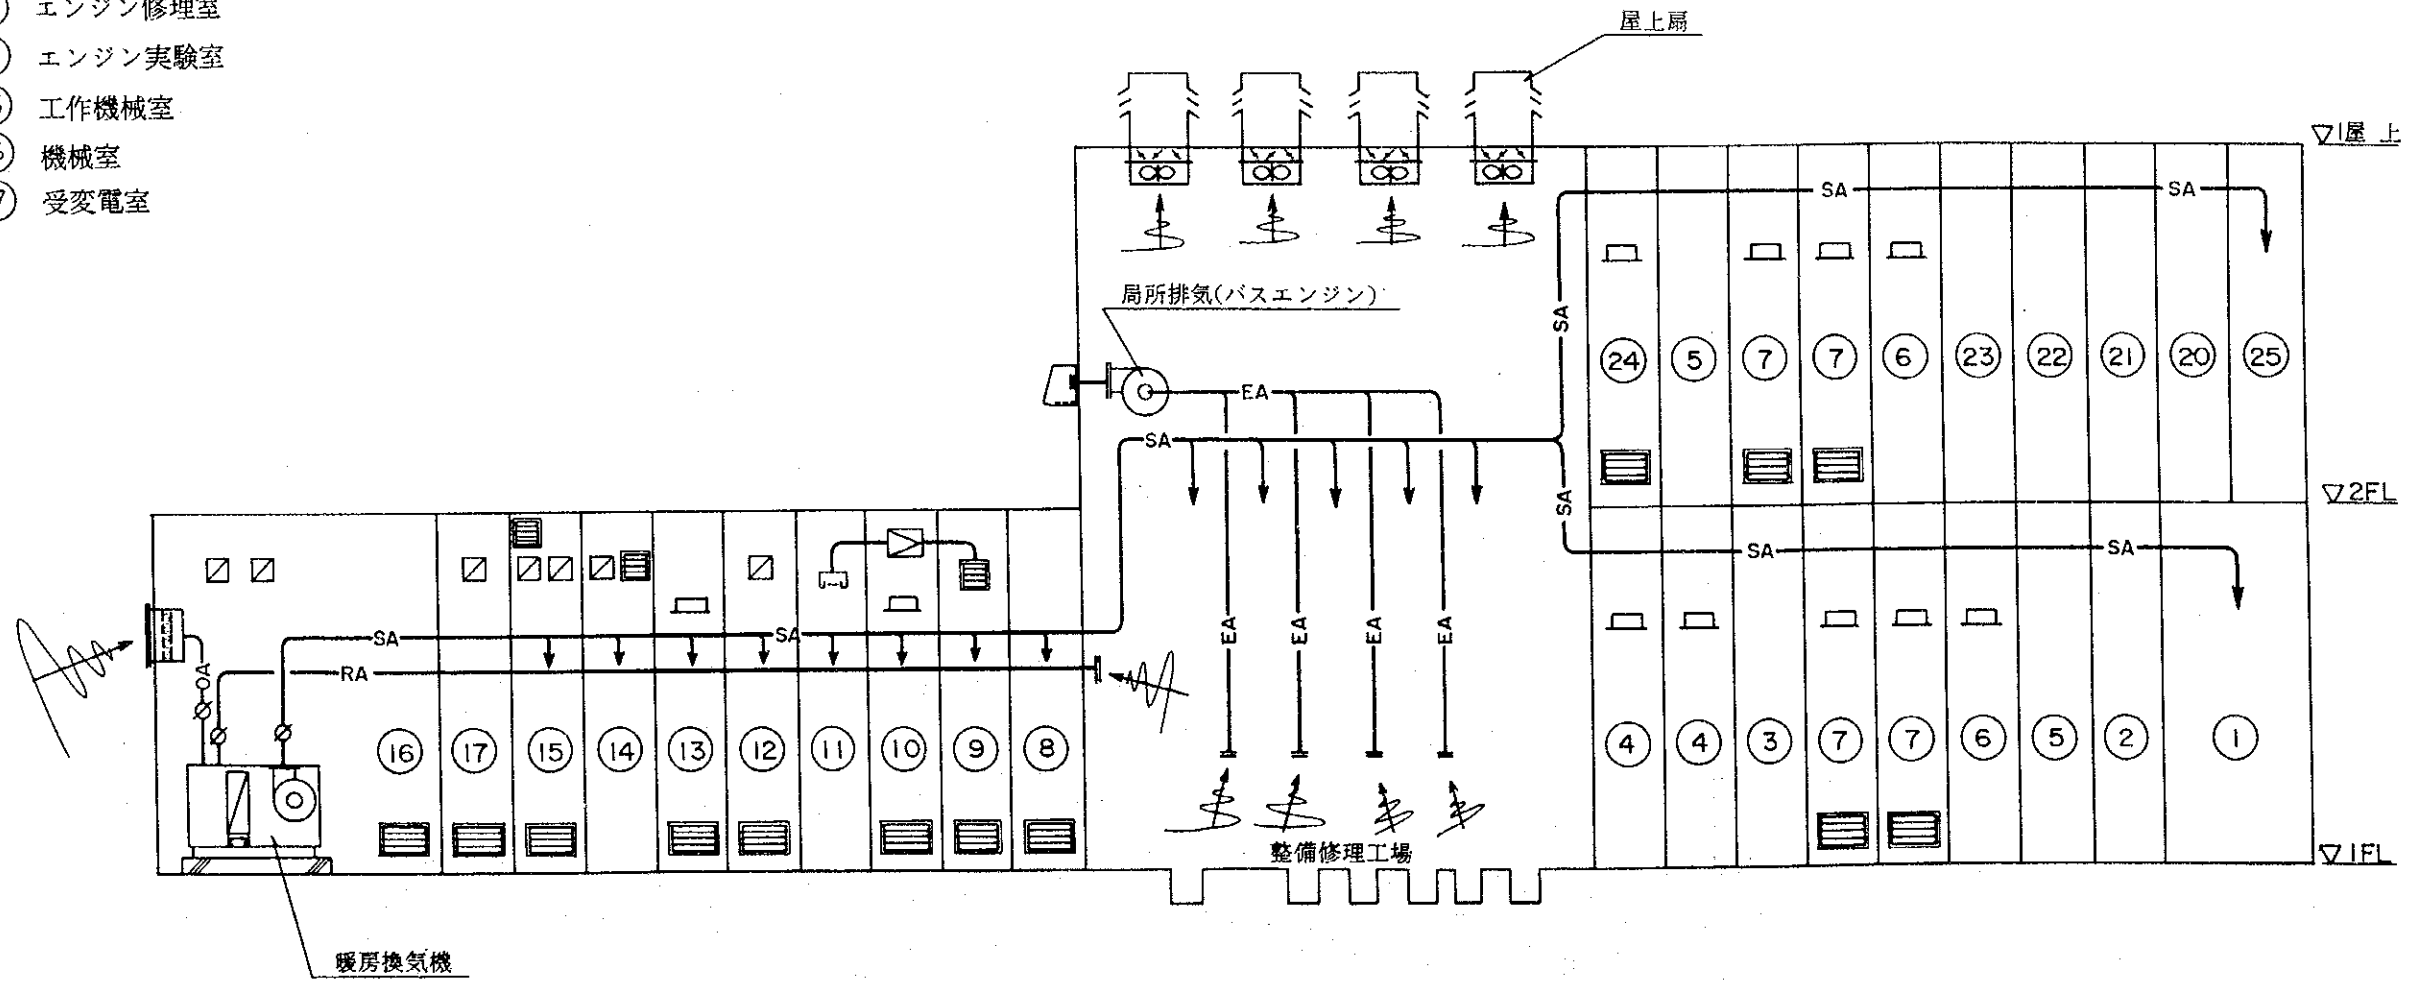 エンジン修理室
エンジン実験室
工作機械室
機械室
受変電室
屋上扇
▽1屋上
SA SA
局所排気(バスエンジン)
SA
24 5 7 7 6 23 22 21 20 25
EA
SA
SA
▽2FL
SA SA
EA EA EA EA
SA SA
OA RA
16 17 15 14 13 12 11 10 9 8
4 4 3 7 7 6 5 2 1
整備修理工場
▽1FL
暖房換気機